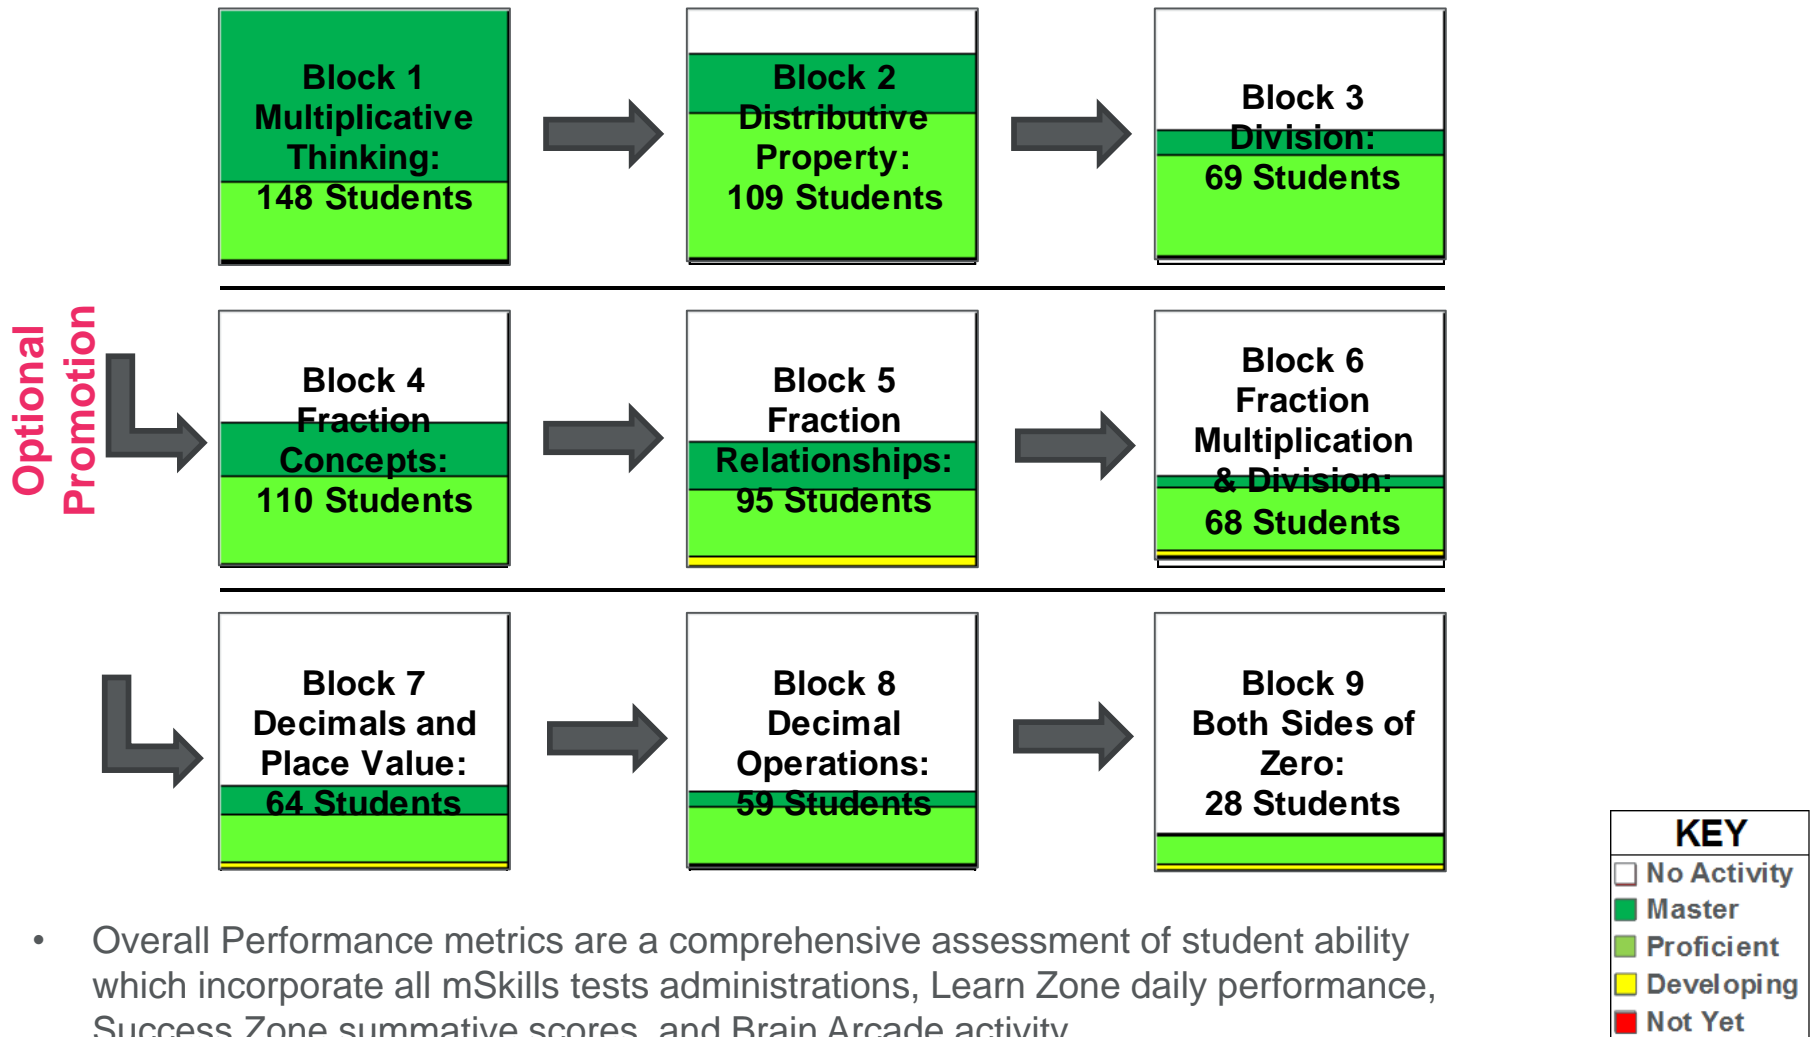 Block 1
Multiplicative
Thinking:
148 Students
Block 2
Distributive
Property:
109 Students
Block 3
Division:
69 Students
Optional
Promotion
Block 4
Fraction
Concepts:
110 Students
Block 5
Fraction
Relationships:
95 Students
Block 6
Fraction
Multiplication
& Division:
68 Students
Block 7
Decimals and
Place Value:
64 Students
Block 8
Decimal
Operations:
59 Students
Block 9
Both Sides of
Zero:
28 Students
KEY
No Activity
Master
Proficient
Developing
Not Yet
• Overall Performance metrics are a comprehensive assessment of student ability
which incorporate all mSkills tests administrations, Learn Zone daily performance,
Success Zone summative scores, and Brain Arcade activity